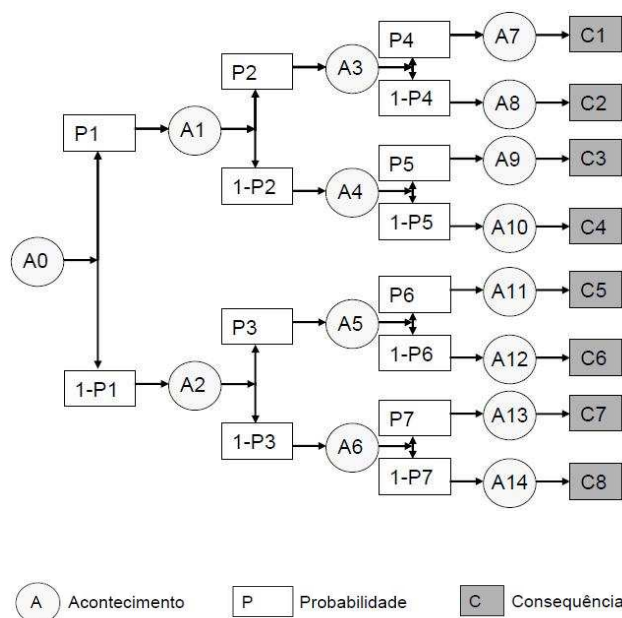 P4
A7
C1
P2
A3
1-P4
A8
C2
P1
A1
P5
A9
C3
1-P2
A4
1-P5
A10
C4
A0
P6
A11
C5
P3
A5
1-P6
A12
C6
1-P1
A2
P7
A13
C7
1-P3
A6
1-P7
A14
C8
A Acontecimento
P Probabilidade
C Consequência